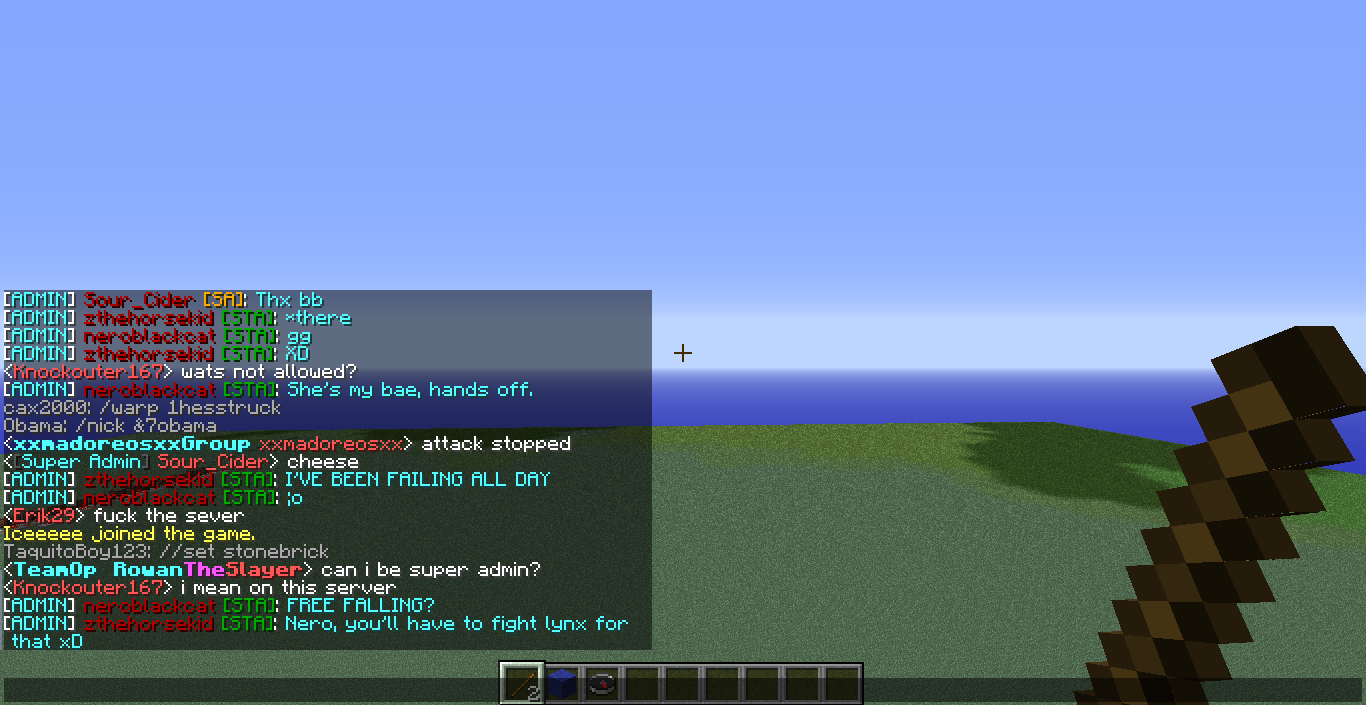 [ADMIN] Sour_Cider [SA]: Thx bb
[ADMIN] zthehorsekid [STA]: *there
[ADMIN] neroblackcat [STA]: gg
[ADMIN] zthehorsekid [STA]: XD
<Knockouter167> wats not allowed?
[ADMIN] neroblackcat [STA]: She's my bae, hands off.
cax2000: /warp 1hesstruck
Obama: /nick &7obama
<xxmadoreosxxGroup xxmadoreosxx> attack stopped
<[Super Admin] Sour_Cider> cheese
[ADMIN] zthehorsekid [STA]: I'VE BEEN FAILING ALL DAY
[ADMIN] neroblackcat [STA]: ;o
<Erik29> fuck the sever
Iceeeee joined the game.
TaquitoBoy123: //set stonebrick
<TeamOp RowanTheSlayer> can i be super admin?
<Knockouter167> i mean on this server
[ADMIN] neroblackcat [STA]: FREE FALLING?
[ADMIN] zthehorsekid [STA]: Nero, you'll have to fight lynx for
that xD
2